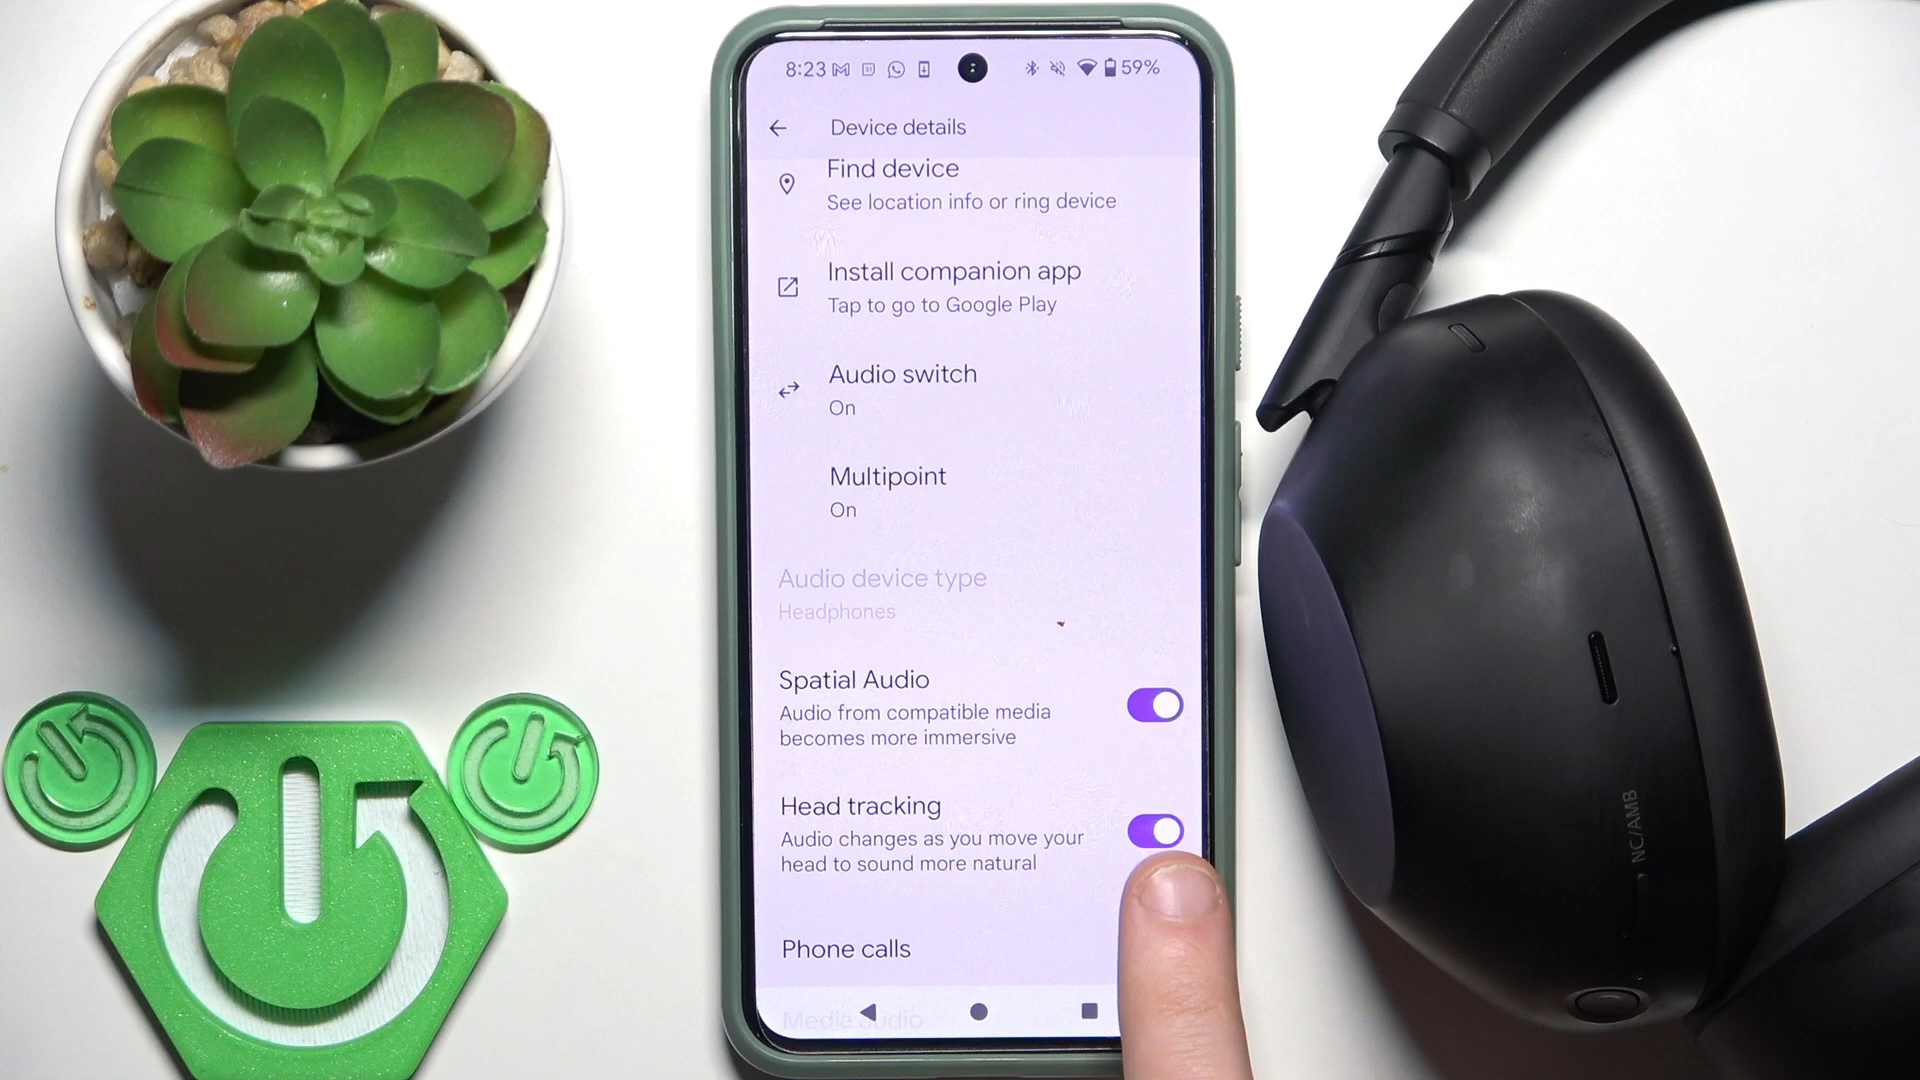 8:23 59%
Device details
Find device
See location info or ring device
Install companion app
Tap to go to Google Play
Audio switch
On
Multipoint
On
Audio device type
Headphones
Spatial Audio
Audio from compatible media
becomes more immersive
Head tracking
Audio changes as you move your
head to sound more natural
Phone calls
Media audio
NC/AMB